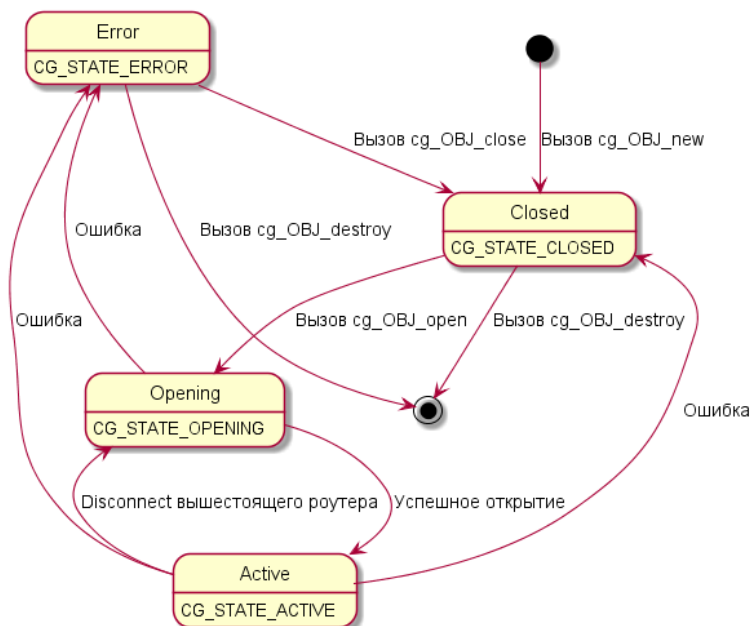 Error
CG_STATE_ERROR
Вызов cg_OBJ_close
Вызов cg_OBJ_new
Closed
CG_STATE_CLOSED
Ошибка
Вызов cg_OBJ_destroy
Ошибка
Вызов cg_OBJ_open
Вызов cg_OBJ_destroy
Opening
CG_STATE_OPENING
Ошибка
Disconnect вышестоящего роутера
Успешное открытие
Active
CG_STATE_ACTIVE